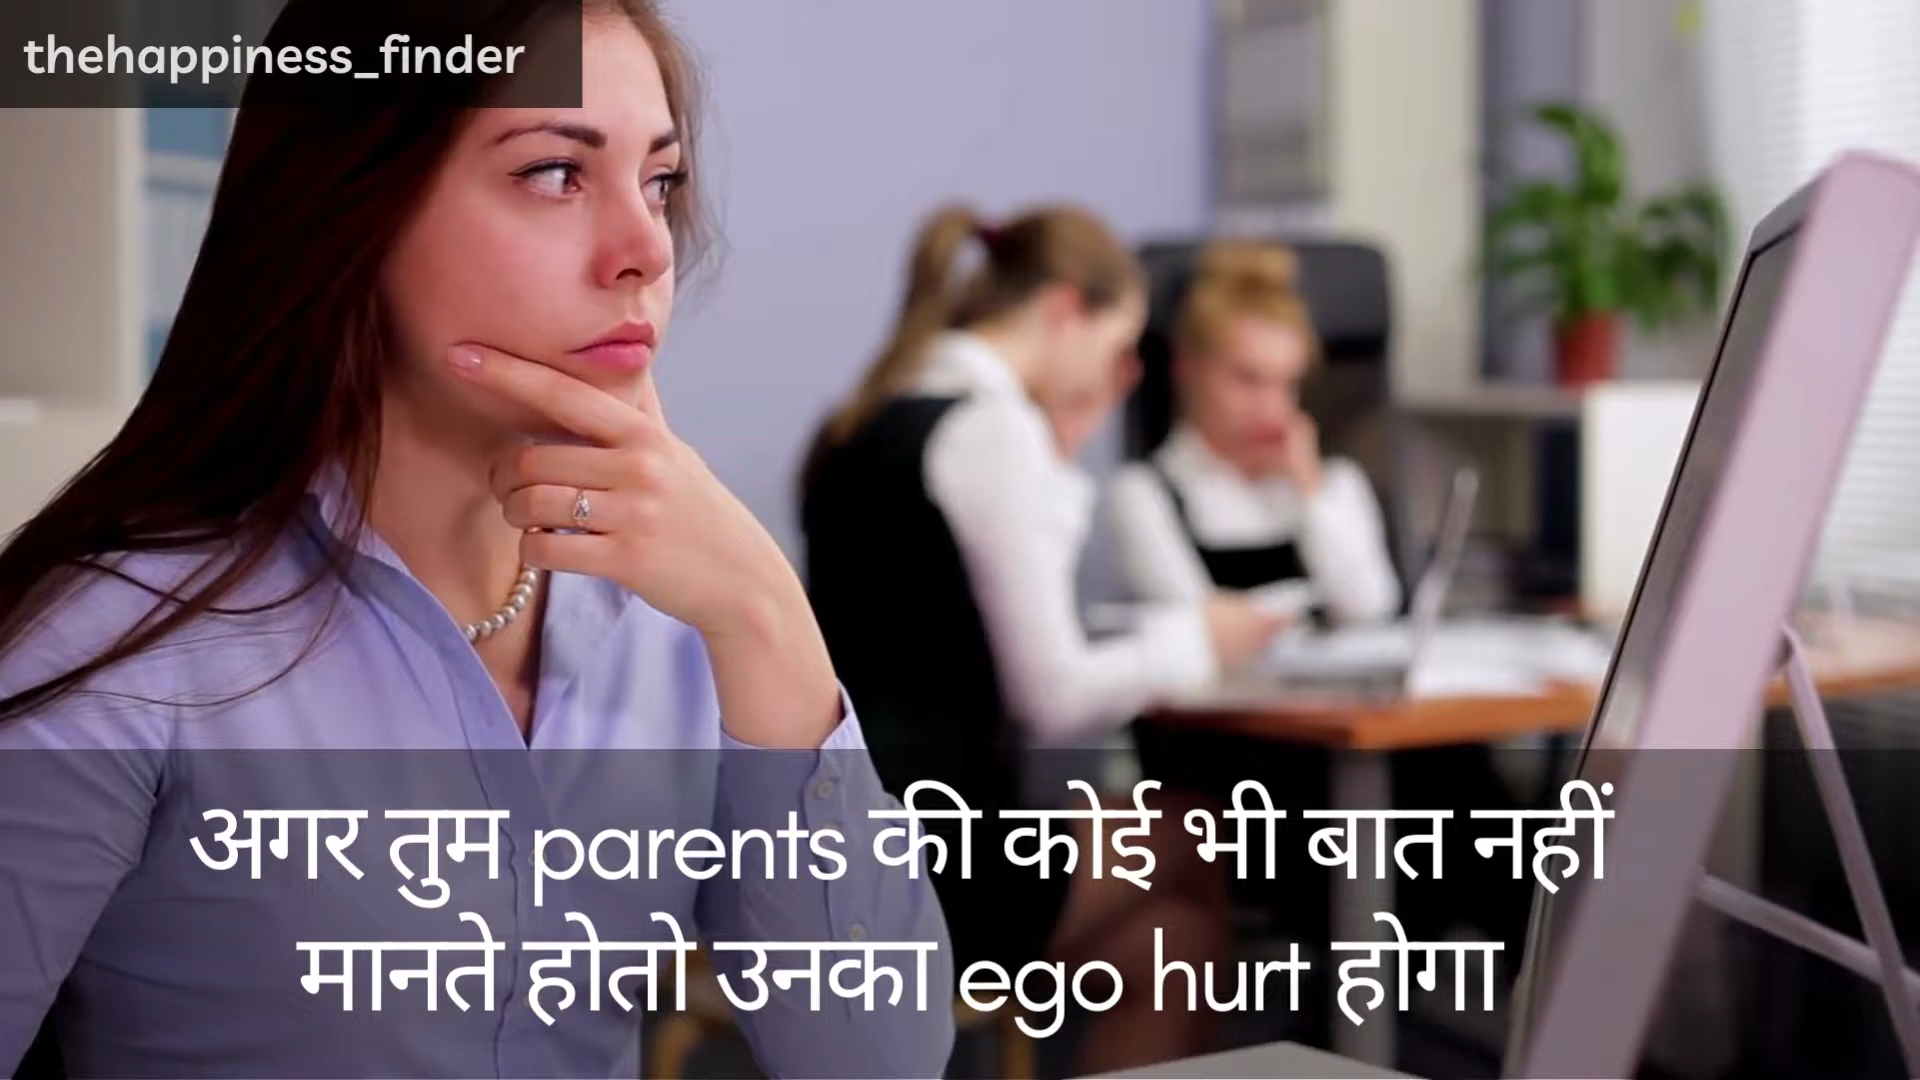 thehappiness_finder
अगर तुम parents की कोई भी बात नहीं
मानते होतो उनका ego hurt होगा